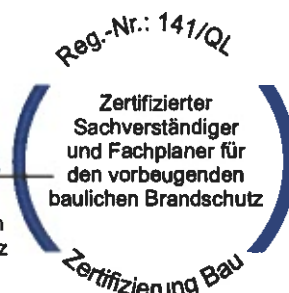 Reg.-Nr.: 141/QL
Zertifizierter
Sachverständiger
und Fachplaner für
den vorbeugenden
baulichen Brandschutz
Zertifizierung Bau